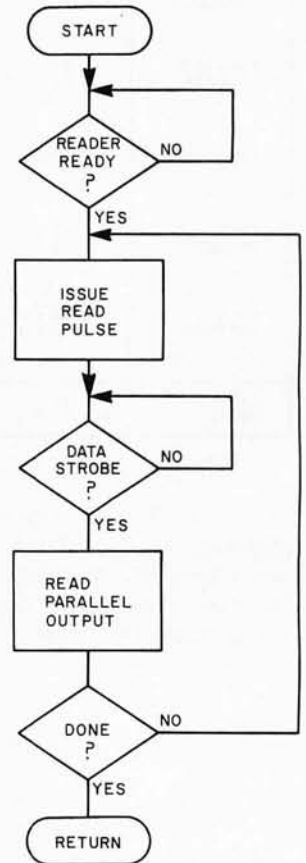 START
READER
READY
?
NO
YES
ISSUE
READ
PULSE
DATA
STROBE
?
NO
YES
READ
PARALLEL
OUTPUT
DONE
?
NO
YES
RETURN